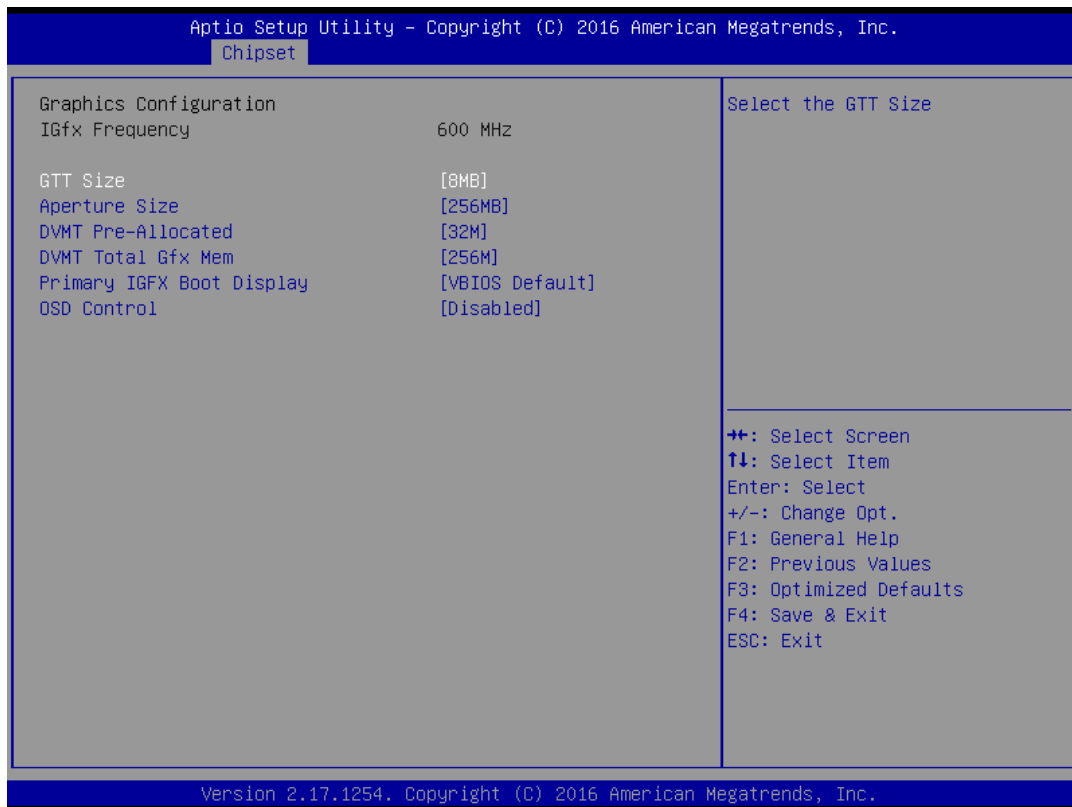 Aptio Setup Utility – Copyright (C) 2016 American Megatrends, Inc.
Chipset
Graphics Configuration
IGfx Frequency 600 MHz
GTT Size [8MB]
Aperture Size [256MB]
DVMT Pre-Allocated [32M]
DVMT Total Gfx Mem [256M]
Primary IGFX Boot Display [VBIOS Default]
OSD Control [Disabled]
Select the GTT Size
→←: Select Screen
↑↓: Select Item
Enter: Select
+/-: Change Opt.
F1: General Help
F2: Previous Values
F3: Optimized Defaults
F4: Save & Exit
ESC: Exit
Version 2.17.1254. Copyright (C) 2016 American Megatrends, Inc.